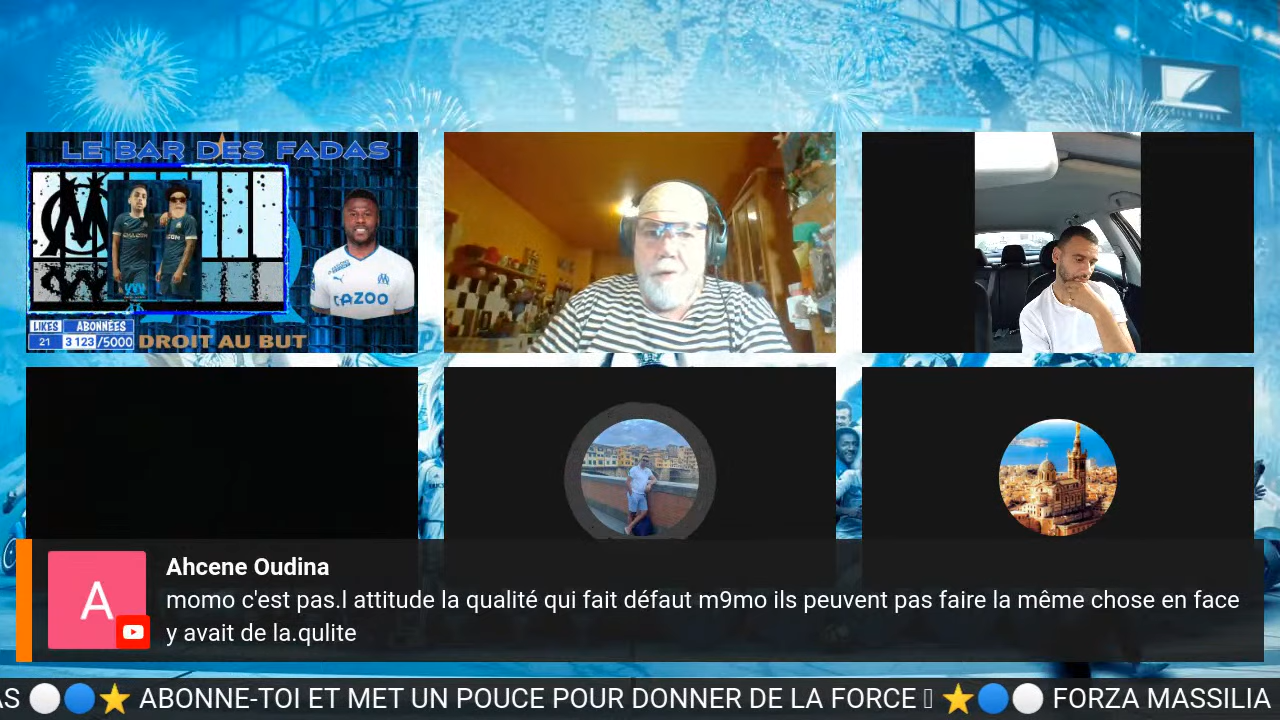 LE BAR DES FADAS
CAZOO
LIKES
ABONNÉES
21
3 123 /5000
DROIT AU BUT
A
Ahcene Oudina
momo c'est pas.l attitude la qualité qui fait défaut m9mo ils peuvent pas faire la même chose en face
y avait de la.qulite
AS ⚪🔵⭐ ABONNE-TOI ET MET UN POUCE POUR DONNER DE LA FORCE ▯ ⭐🔵⚪ FORZA MASSILIA